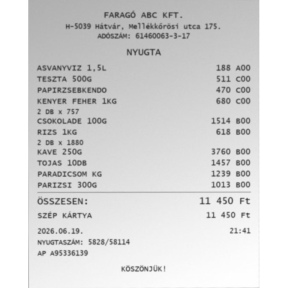 FARAGÓ ABC KFT.
H-5039 Hátvár, Mellékkőrösi utca 175.
ADÓSZÁM: 61460063-3-17
NYUGTA
ASVANYVIZ 1,5L 188 A00
TESZTA 500G 511 C00
PAPIRZSEBKENDO 470 C00
KENYER FEHER 1KG 680 C00
2 DB x 757
CSOKOLADE 100G 1514 B00
RIZS 1KG 618 B00
2 DB x 1880
KAVE 250G 3760 B00
TOJAS 10DB 1457 B00
PARADICSOM KG 1239 B00
PARIZSI 300G 1013 B00
ÖSSZESEN: 11 450 Ft
SZÉP KÁRTYA 11 450 Ft
2026.06.19. 21:41
NYUGTASZÁM: 5828/58114
AP A95336139
KÖSZÖNJÜK!